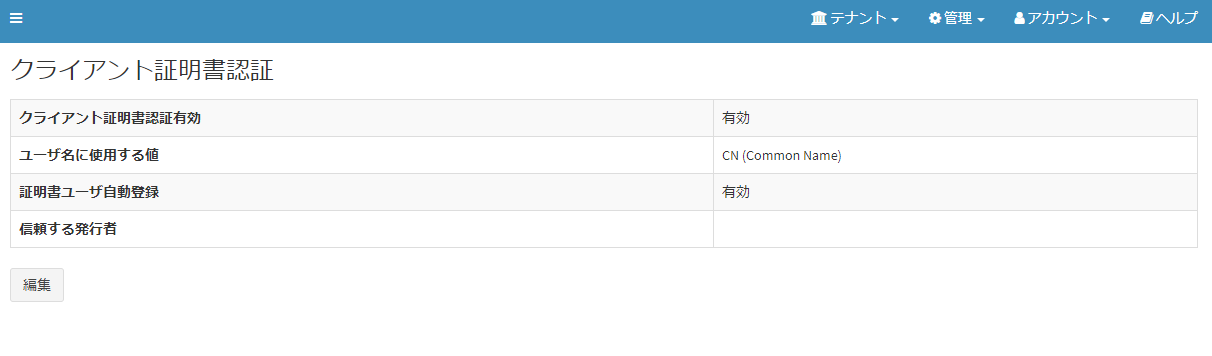 テナント 管理 アカウント ヘルプ
クライアント証明書認証
クライアント証明書認証有効 有効
ユーザ名に使用する値 CN (Common Name)
証明書ユーザ自動登録 有効
信頼する発行者
編集